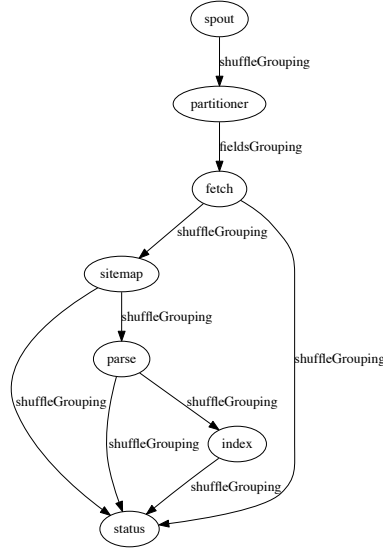 spout
shuffleGrouping
partitioner
fieldsGrouping
fetch
shuffleGrouping
sitemap
shuffleGrouping
shuffleGrouping
parse
shuffleGrouping
shuffleGrouping
shuffleGrouping
index
shuffleGrouping
status